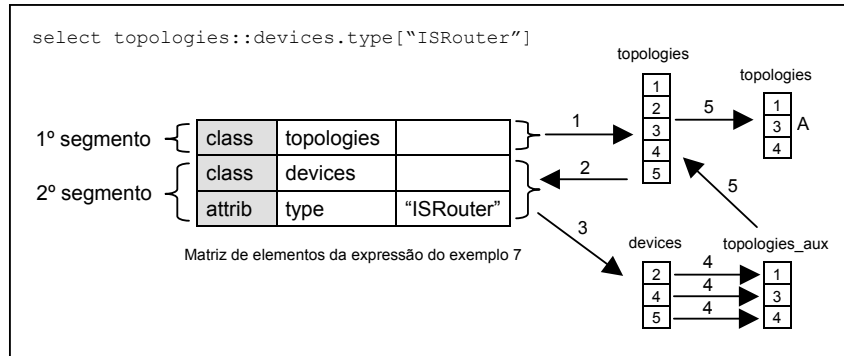 select topologies::devices.type[“ISRouter”]
topologies
1
2
3
4
5
topologies
1
3
4
A
5
1
1º segmento
class topologies
2º segmento
class devices
attrib type “ISRouter”
2
5
3
Matriz de elementos da expressão do exemplo 7
devices
2
4
5
4
4
4
topologies_aux
1
3
4